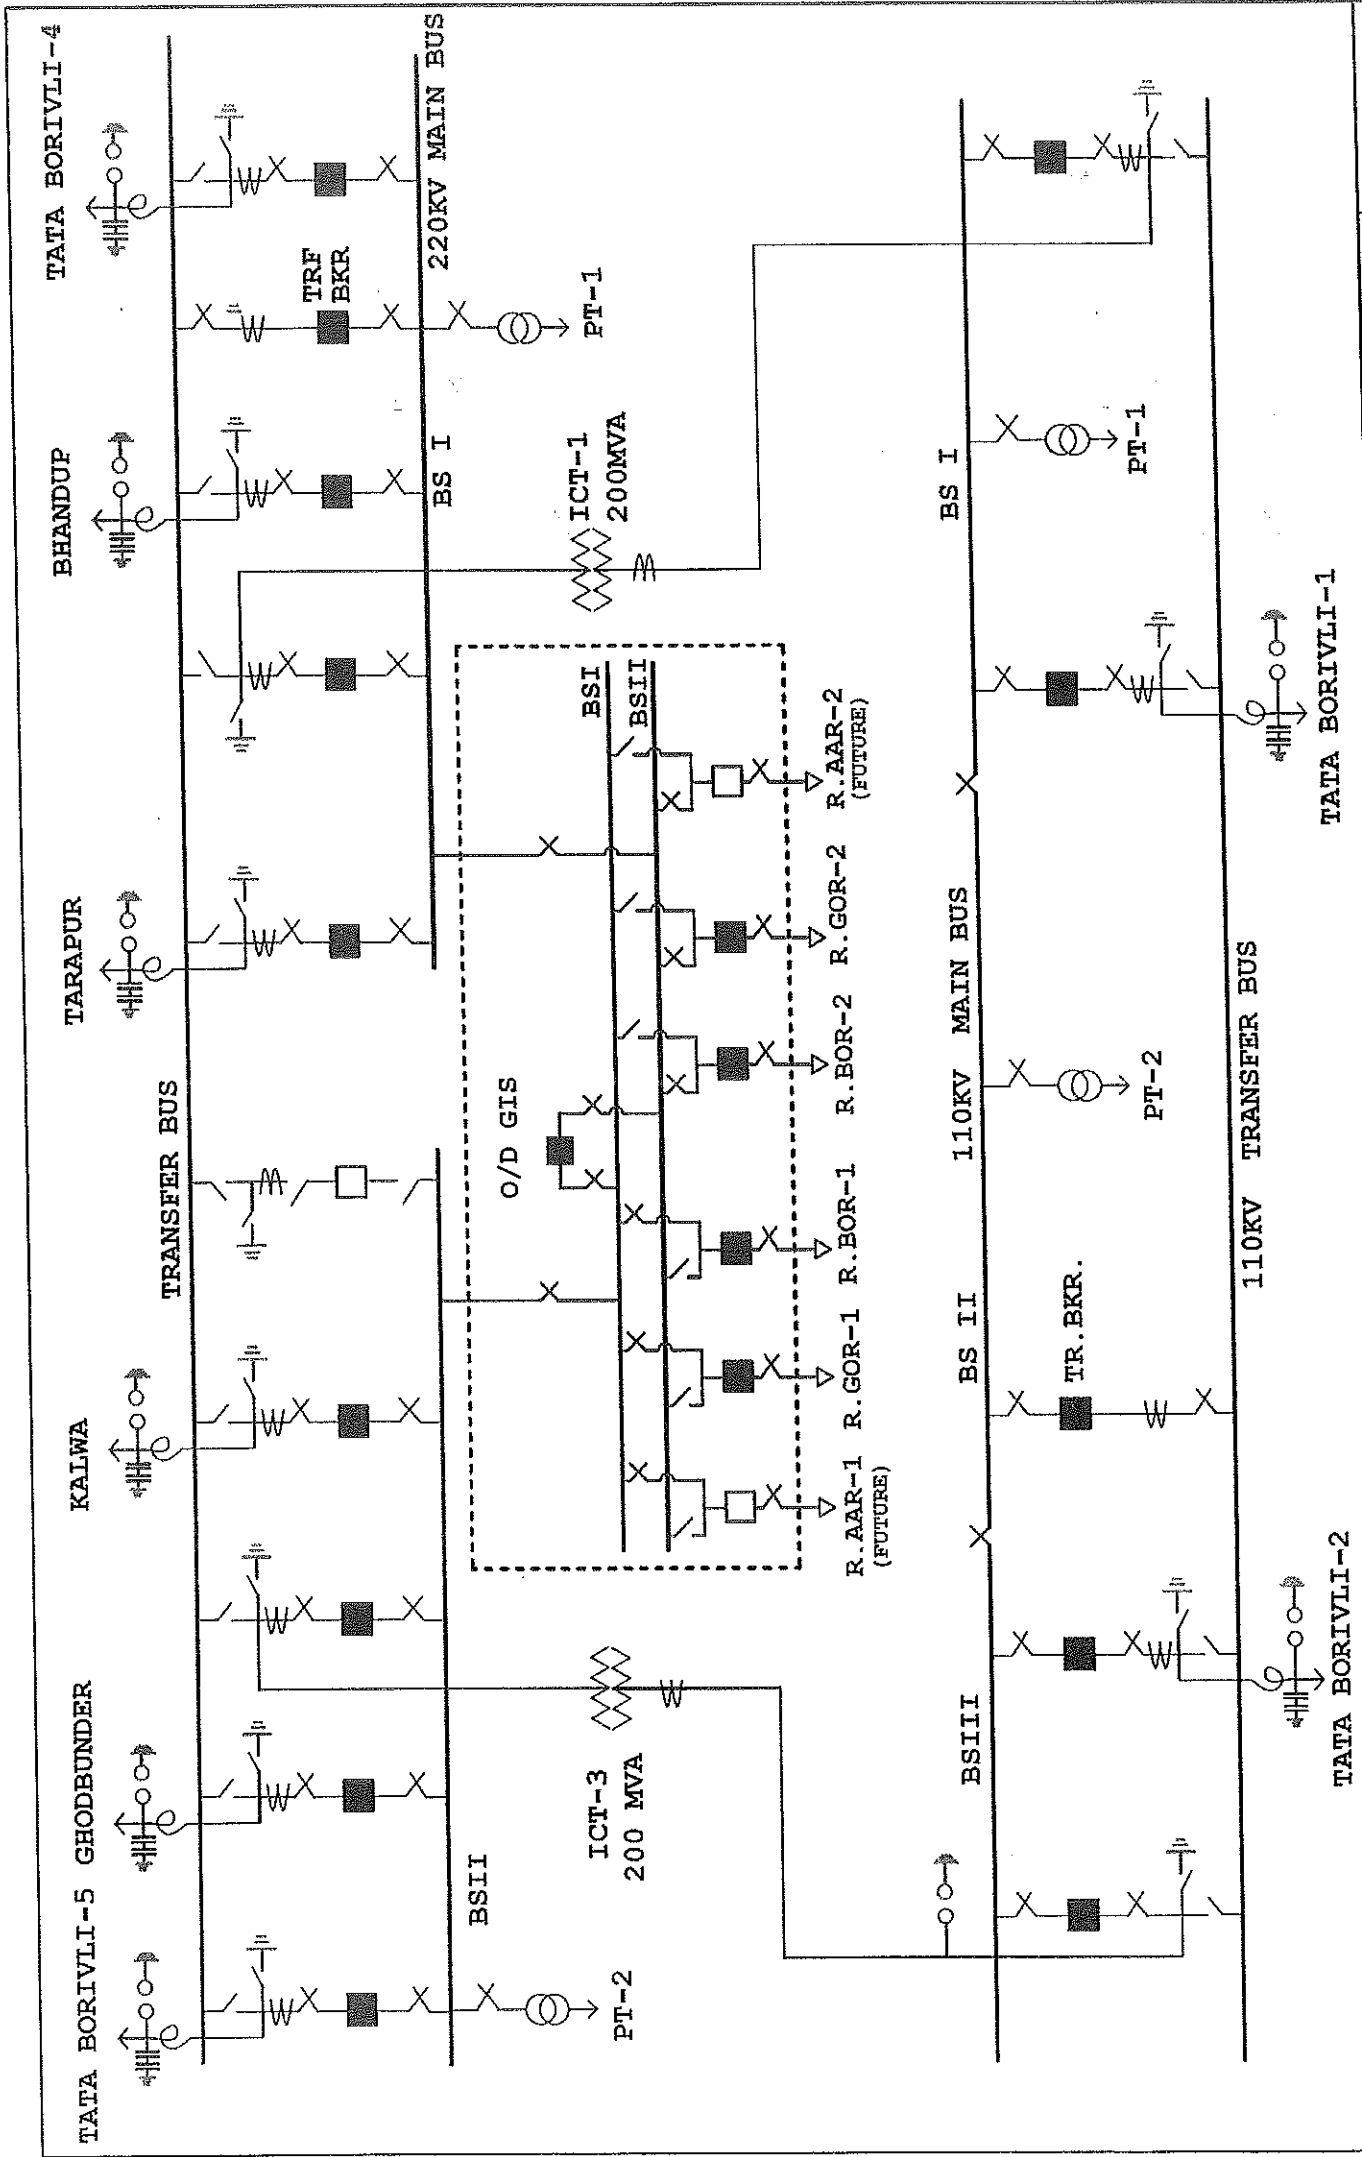 TATA BORIVLI-5 GHODBUNDER
KALWA
TARAPUR
BHANDUP
TATA BORIVLI-4
TRANSFER BUS
TRF
BKR
220KV MAIN BUS
BSII
BS I
PT-2
PT-1
O/D GIS
BSI
BSII
ICT-3
200 MVA
ICT-1
200MVA
R.AAR-1
(FUTURE)
R.GOR-1
R.BOR-1
R.BOR-2
R.GOR-2
R.AAR-2
(FUTURE)
BSIII
BS II
110KV MAIN BUS
BS I
TR.BKR.
PT-2
PT-1
110KV TRANSFER BUS
TATA BORIVLI-2
TATA BORIVLI-1